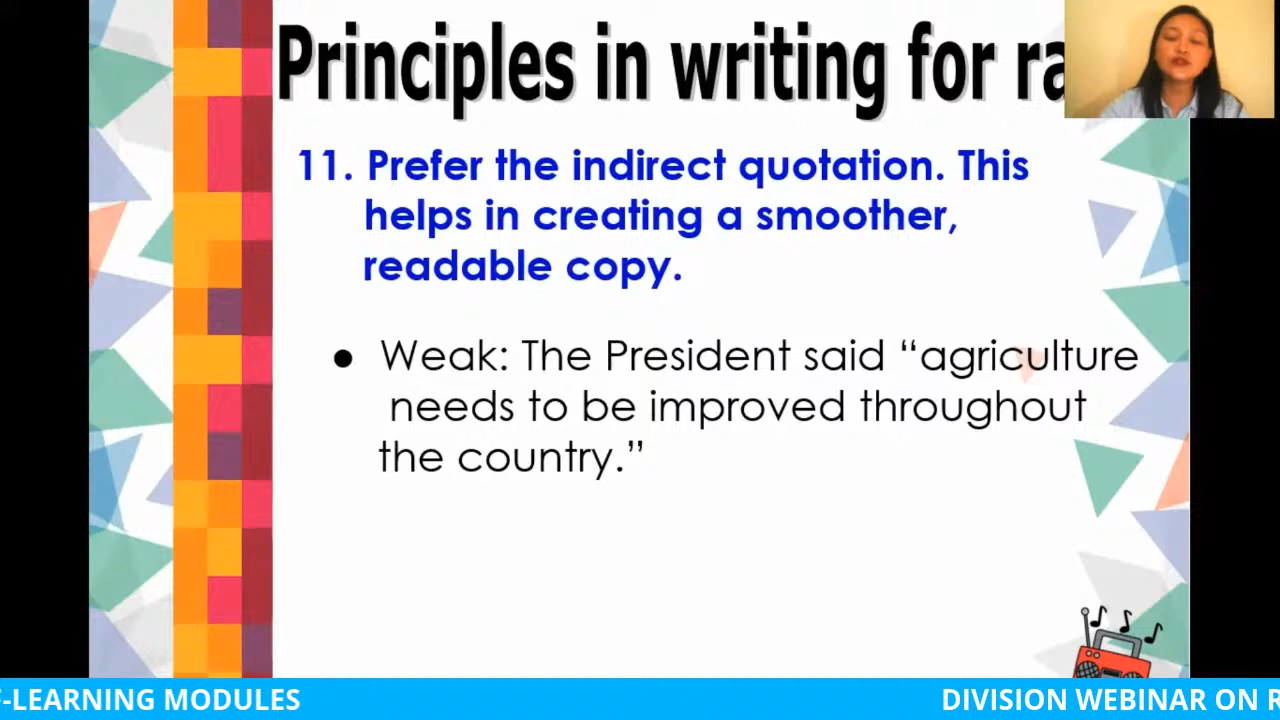 Principles in writing for ra
11. Prefer the indirect quotation. This
helps in creating a smoother,
readable copy.
● Weak: The President said “agriculture
needs to be improved throughout
the country.”
F-LEARNING MODULES
DIVISION WEBINAR ON R